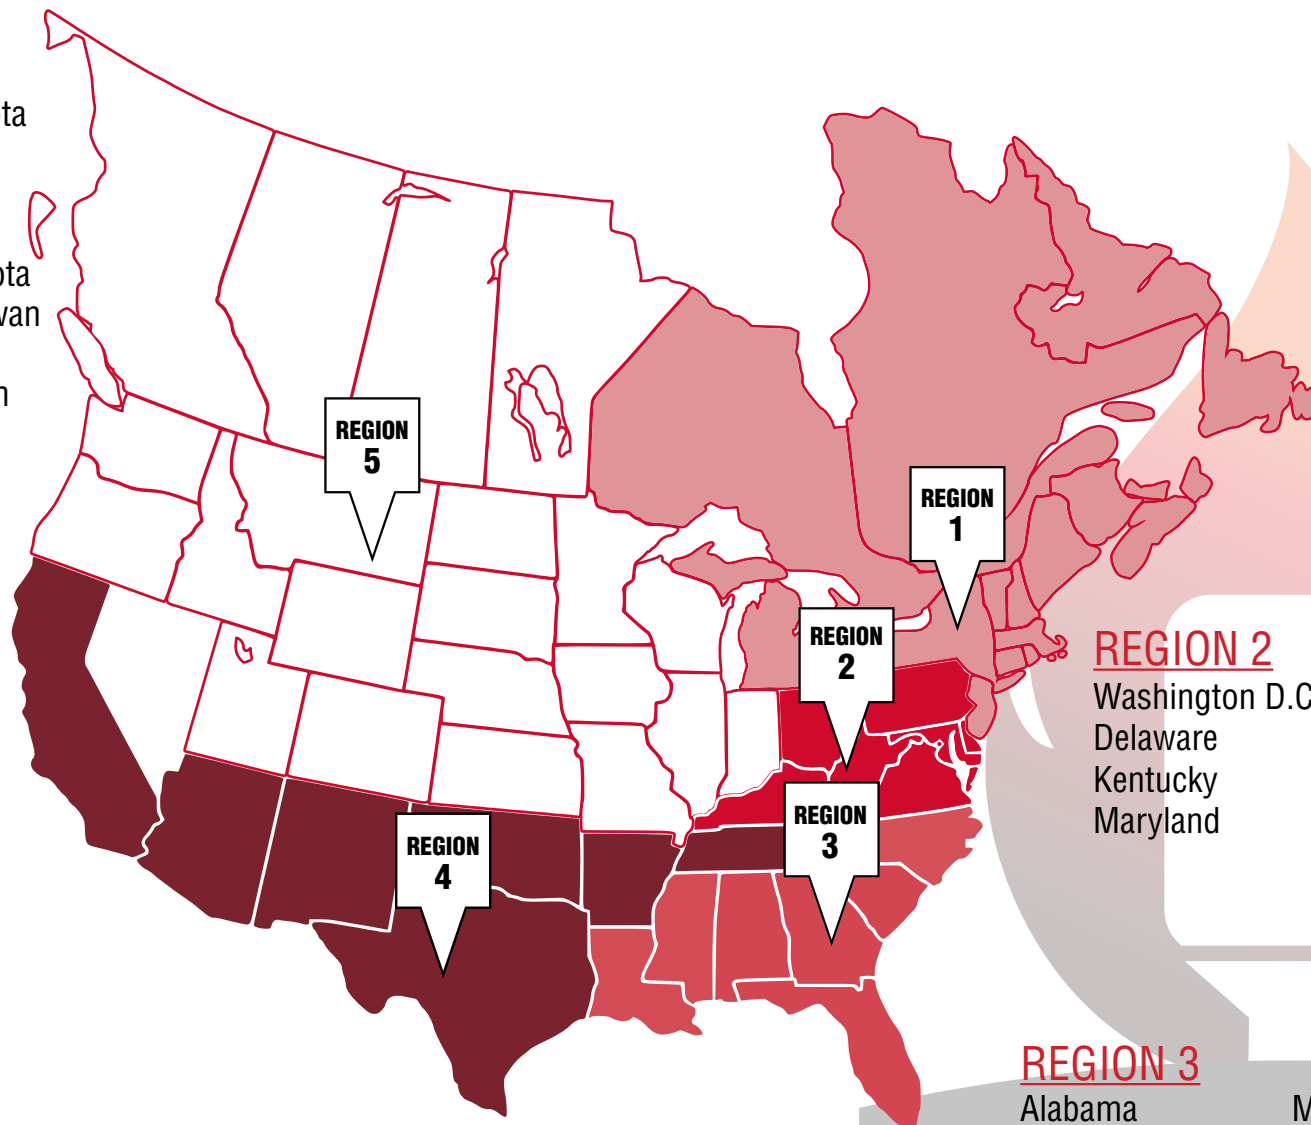 ta
ota
van
n
REGION
5
REGION
1
REGION
2
REGION
3
REGION
4
REGION 2
Washington D.C
Delaware
Kentucky
Maryland
REGION 3
Alabama
M